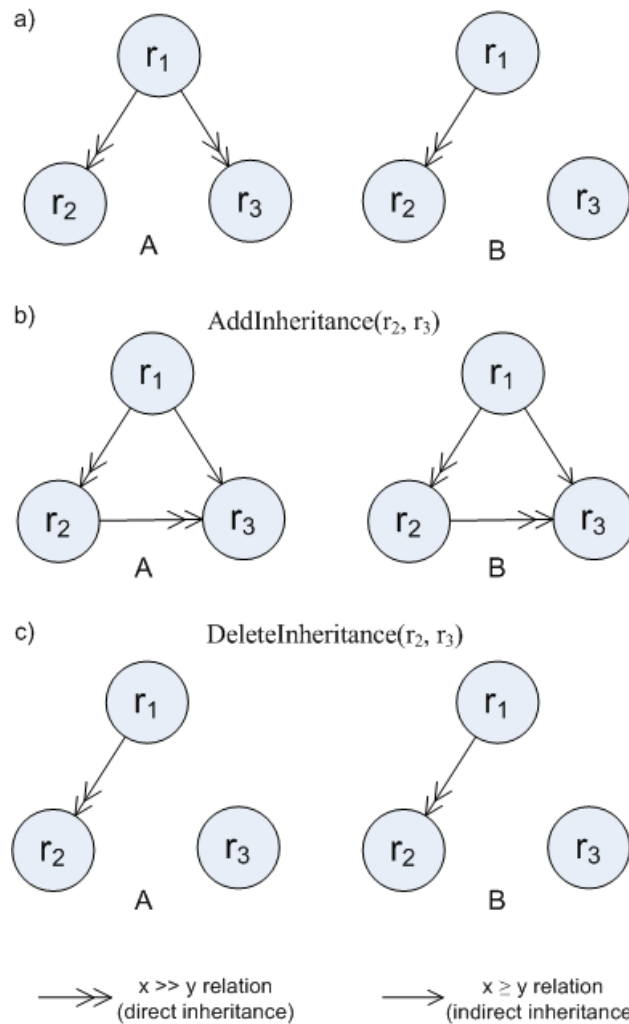 a)
r₁
r₁
r₂
r₃
r₂
r₃
A
B
b)
AddInheritance(r₂, r₃)
r₁
r₁
r₂
r₃
r₂
r₃
A
B
c)
DeleteInheritance(r₂, r₃)
r₁
r₁
r₂
r₃
r₂
r₃
A
B
x >> y relation
(direct inheritance)
x ≥ y relation
(indirect inheritance